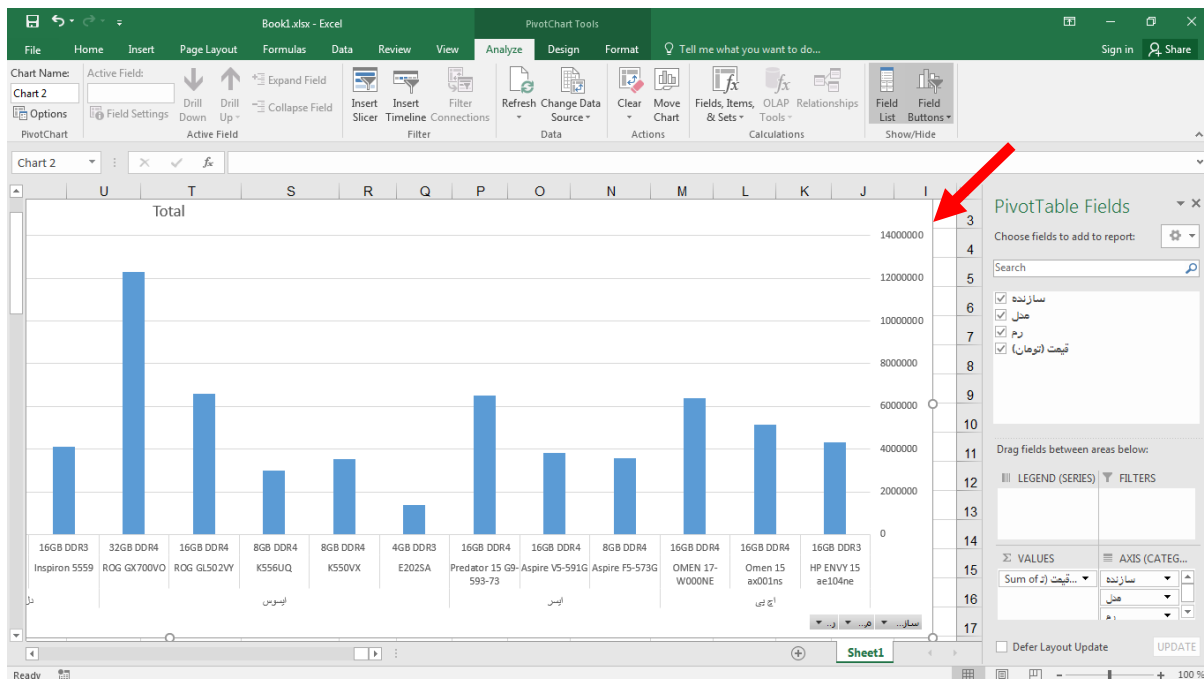 Book1.xlsx - Excel
PivotChart Tools
File Home Insert Page Layout Formulas Data Review View Analyze Design Format Tell me what you want to do... Sign in Share
Chart Name:
Chart 2
Options
PivotChart
Active Field:
Field Settings
Drill Down
Drill Up
Expand Field
Collapse Field
Active Field
Insert Slicer
Insert Timeline
Filter Connections
Filter
Refresh
Change Data Source
Data
Clear
Move Chart
Actions
Fields, Items, & Sets
OLAP Tools
Relationships
Calculations
Field List
Field Buttons
Show/Hide
Chart 2
fx
U T S R Q P O N M L K J I
3
4
5
6
7
8
9
10
11
12
13
14
15
16
17
Total
14000000
12000000
10000000
8000000
6000000
4000000
2000000
0
16GB DDR3 32GB DDR4 16GB DDR4 8GB DDR4 8GB DDR4 4GB DDR3 16GB DDR4 16GB DDR4 8GB DDR4 16GB DDR4 16GB DDR4 16GB DDR3
Inspiron 5559 ROG GX700VO ROG GL502VY K556UQ K550VX E202SA Predator 15 G9-593-73 Aspire V5-591G Aspire F5-573G OMEN 17-W000NE Omen 15 ax001ns HP ENVY 15 ae104ne
دل
ایسوس
ایسر
اچ پی
ساز...
م...
ر...
PivotTable Fields
Choose fields to add to report:
Search
سازنده
مدل
رم
قیمت (تومان)
Drag fields between areas below:
LEGEND (SERIES)
FILTERS
Σ VALUES
AXIS (CATEG...
Sum of قیمت (ت...
سازنده
مدل
رم
Defer Layout Update
UPDATE
Sheet1
Ready
100 %